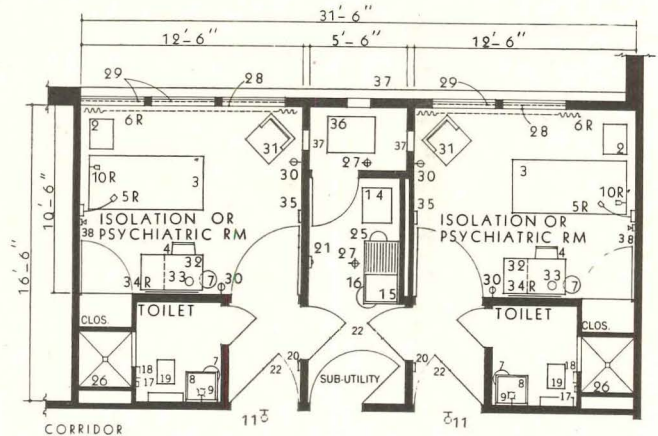 31'-6"
12'-6" 5'-6" 12'-6"
29 28 37 29 28
6R 36 6R
2 31 37 37 31 2
27
3 30 30 3
10R 10R
5R 35 14 35 5R
ISOLATION OR PSYCHIATRIC RM
ISOLATION OR PSYCHIATRIC RM
10'-6"
16'-6"
38 25 38
4 21 4
32 27 32
34R 33 7 30 16 15 30 34R 33 7
TOILET TOILET
CLOS. CLOS.
22
7 20 20 7
18 22 22 18
17 19 8 SUB-UTILITY 8 19 17
26 9 9 26
11 11
CORRIDOR